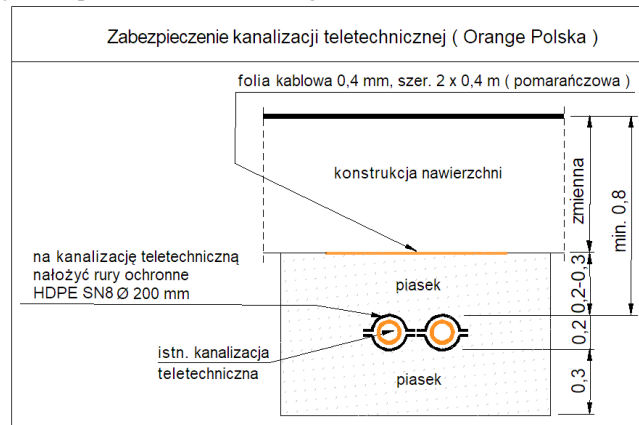 Zabezpieczenie kanalizacji teletechnicznej ( Orange Polska )
folia kablowa 0,4 mm, szer. 2 x 0,4 m ( pomarańczowa )
konstrukcja nawierzchni
zmienna
min. 0,8
na kanalizację teletechniczną
nałożyć rury ochronne
HDPE SN8 Ø 200 mm
piasek
0,2-0,3
istn. kanalizacja
teletechniczna
0,2
piasek
0,3